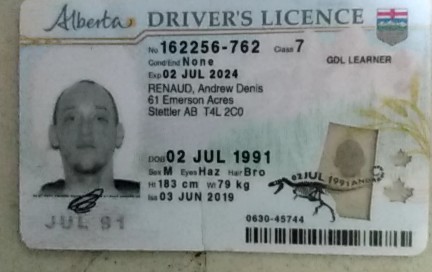 Alberta DRIVER'S LICENCE
No 162256-762 Class 7
Cond/End None GDL LEARNER
Exp 02 JUL 2024
RENAUD, Andrew Denis
61 Emerson Acres
Stettler AB T4L 2C0
DOB 02 JUL 1991
Sex M Eyes Haz Hair Bro
Ht 183 cm Wt 79 kg
Iss 03 JUN 2019
02 JUL 1991
JUL 91
0630-45744